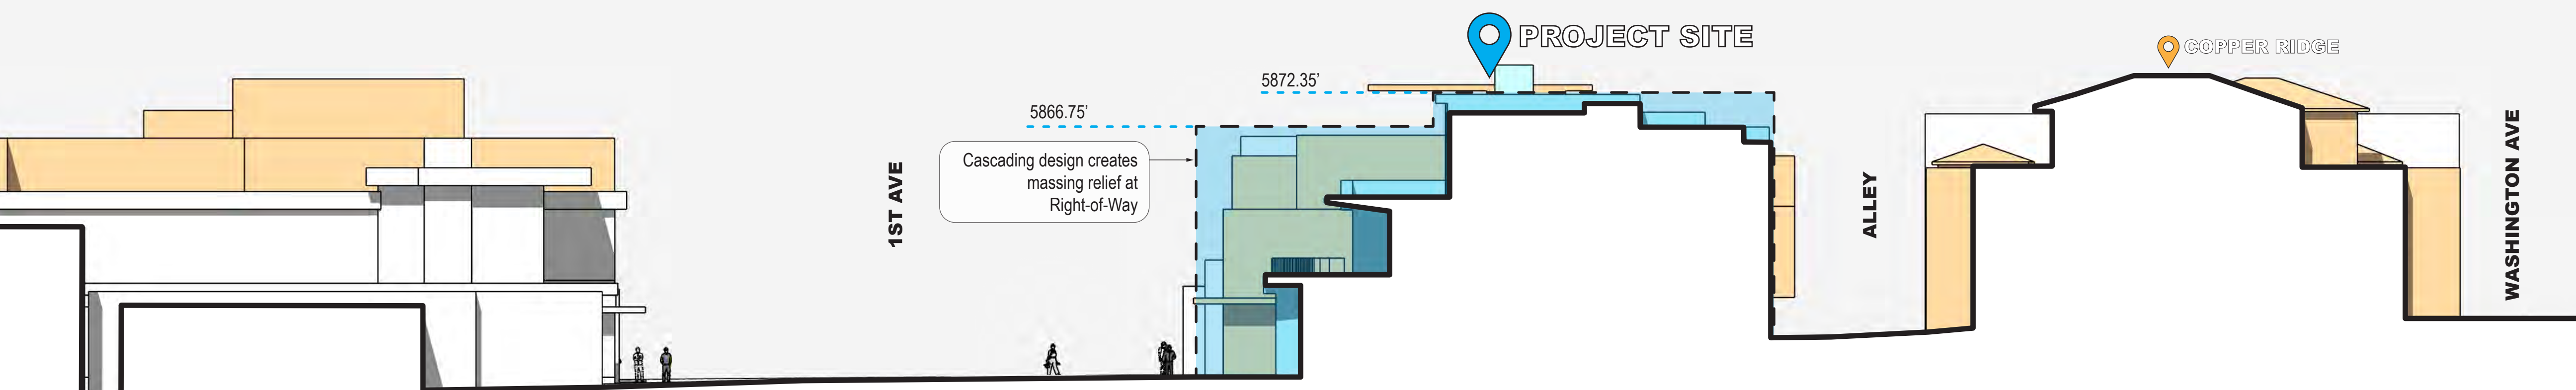 PROJECT SITE
COPPER RIDGE
5872.35’
5866.75’
Cascading design creates
massing relief at
Right-of-Way
1ST AVE
ALLEY
WASHINGTON AVE